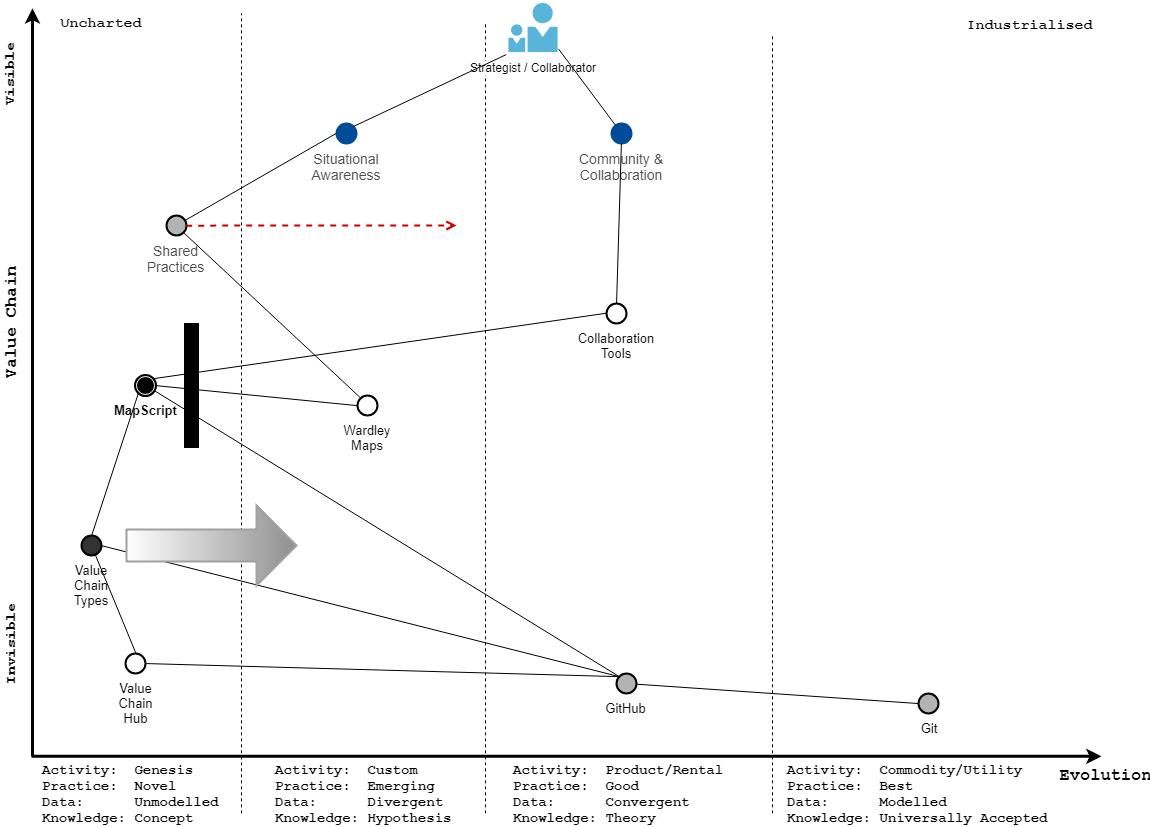 Uncharted
Industrialised
Visible
Value Chain
Invisible
Strategist / Collaborator
Situational
Awareness
Community &
Collaboration
Shared
Practices
Collaboration
Tools
MapScript
Wardley
Maps
Value
Chain
Types
Value
Chain
Hub
GitHub
Git
Evolution
Activity: Genesis
Practice: Novel
Data: Unmodelled
Knowledge: Concept
Activity: Custom
Practice: Emerging
Data: Divergent
Knowledge: Hypothesis
Activity: Product/Rental
Practice: Good
Data: Convergent
Knowledge: Theory
Activity: Commodity/Utility
Practice: Best
Data: Modelled
Knowledge: Universally Accepted